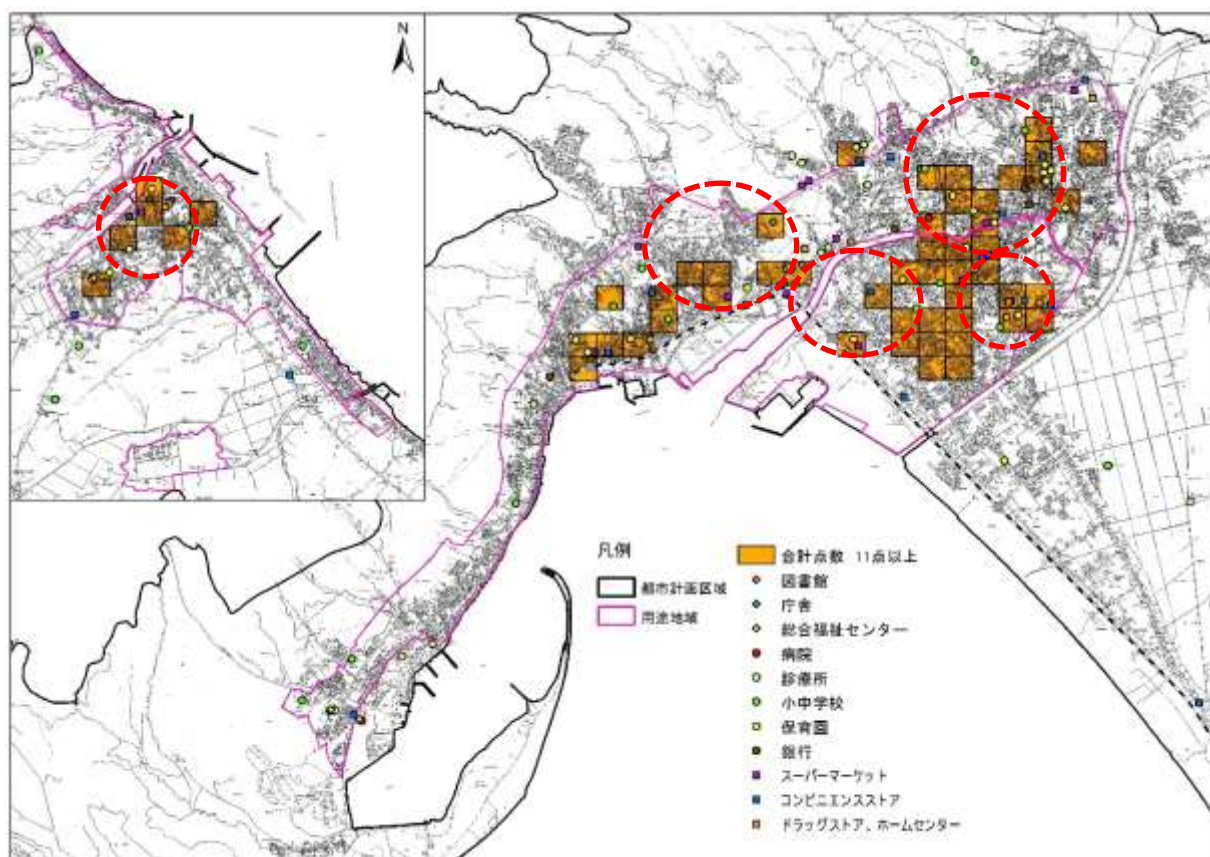 N
凡例
都市計画区域
用途地域
合計点数 11点以上
図書館
庁舎
総合福祉センター
病院
診療所
小中学校
保育園
銀行
スーパーマーケット
コンビニエンスストア
ドラッグストア、ホームセンター